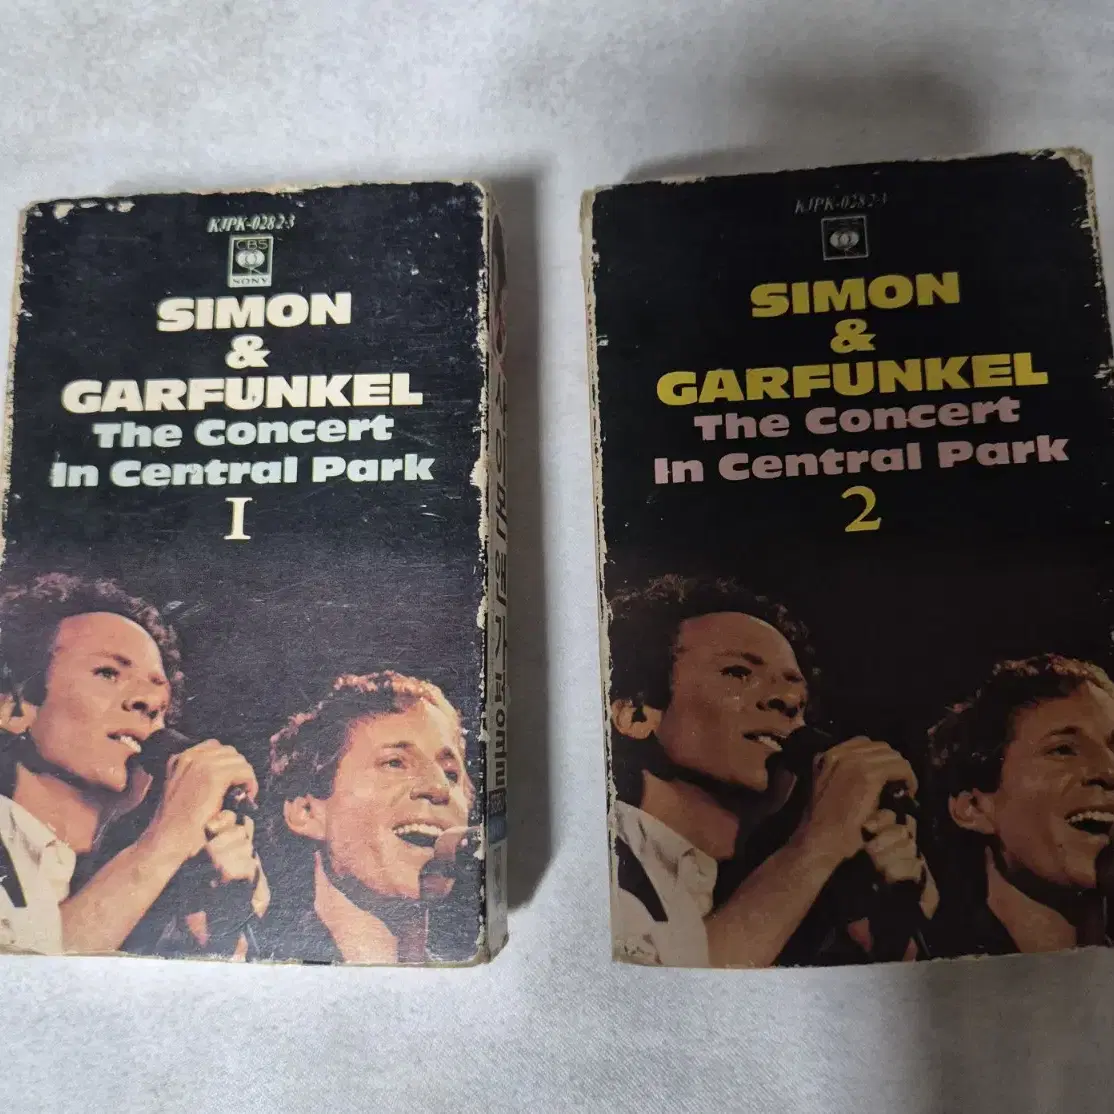 KJPK-0282-3
CBS
SONY
SIMON
&
GARFUNKEL
The Concert
In Central Park
I
KJPK-0282-3
SIMON
&
GARFUNKEL
The Concert
In Central Park
2